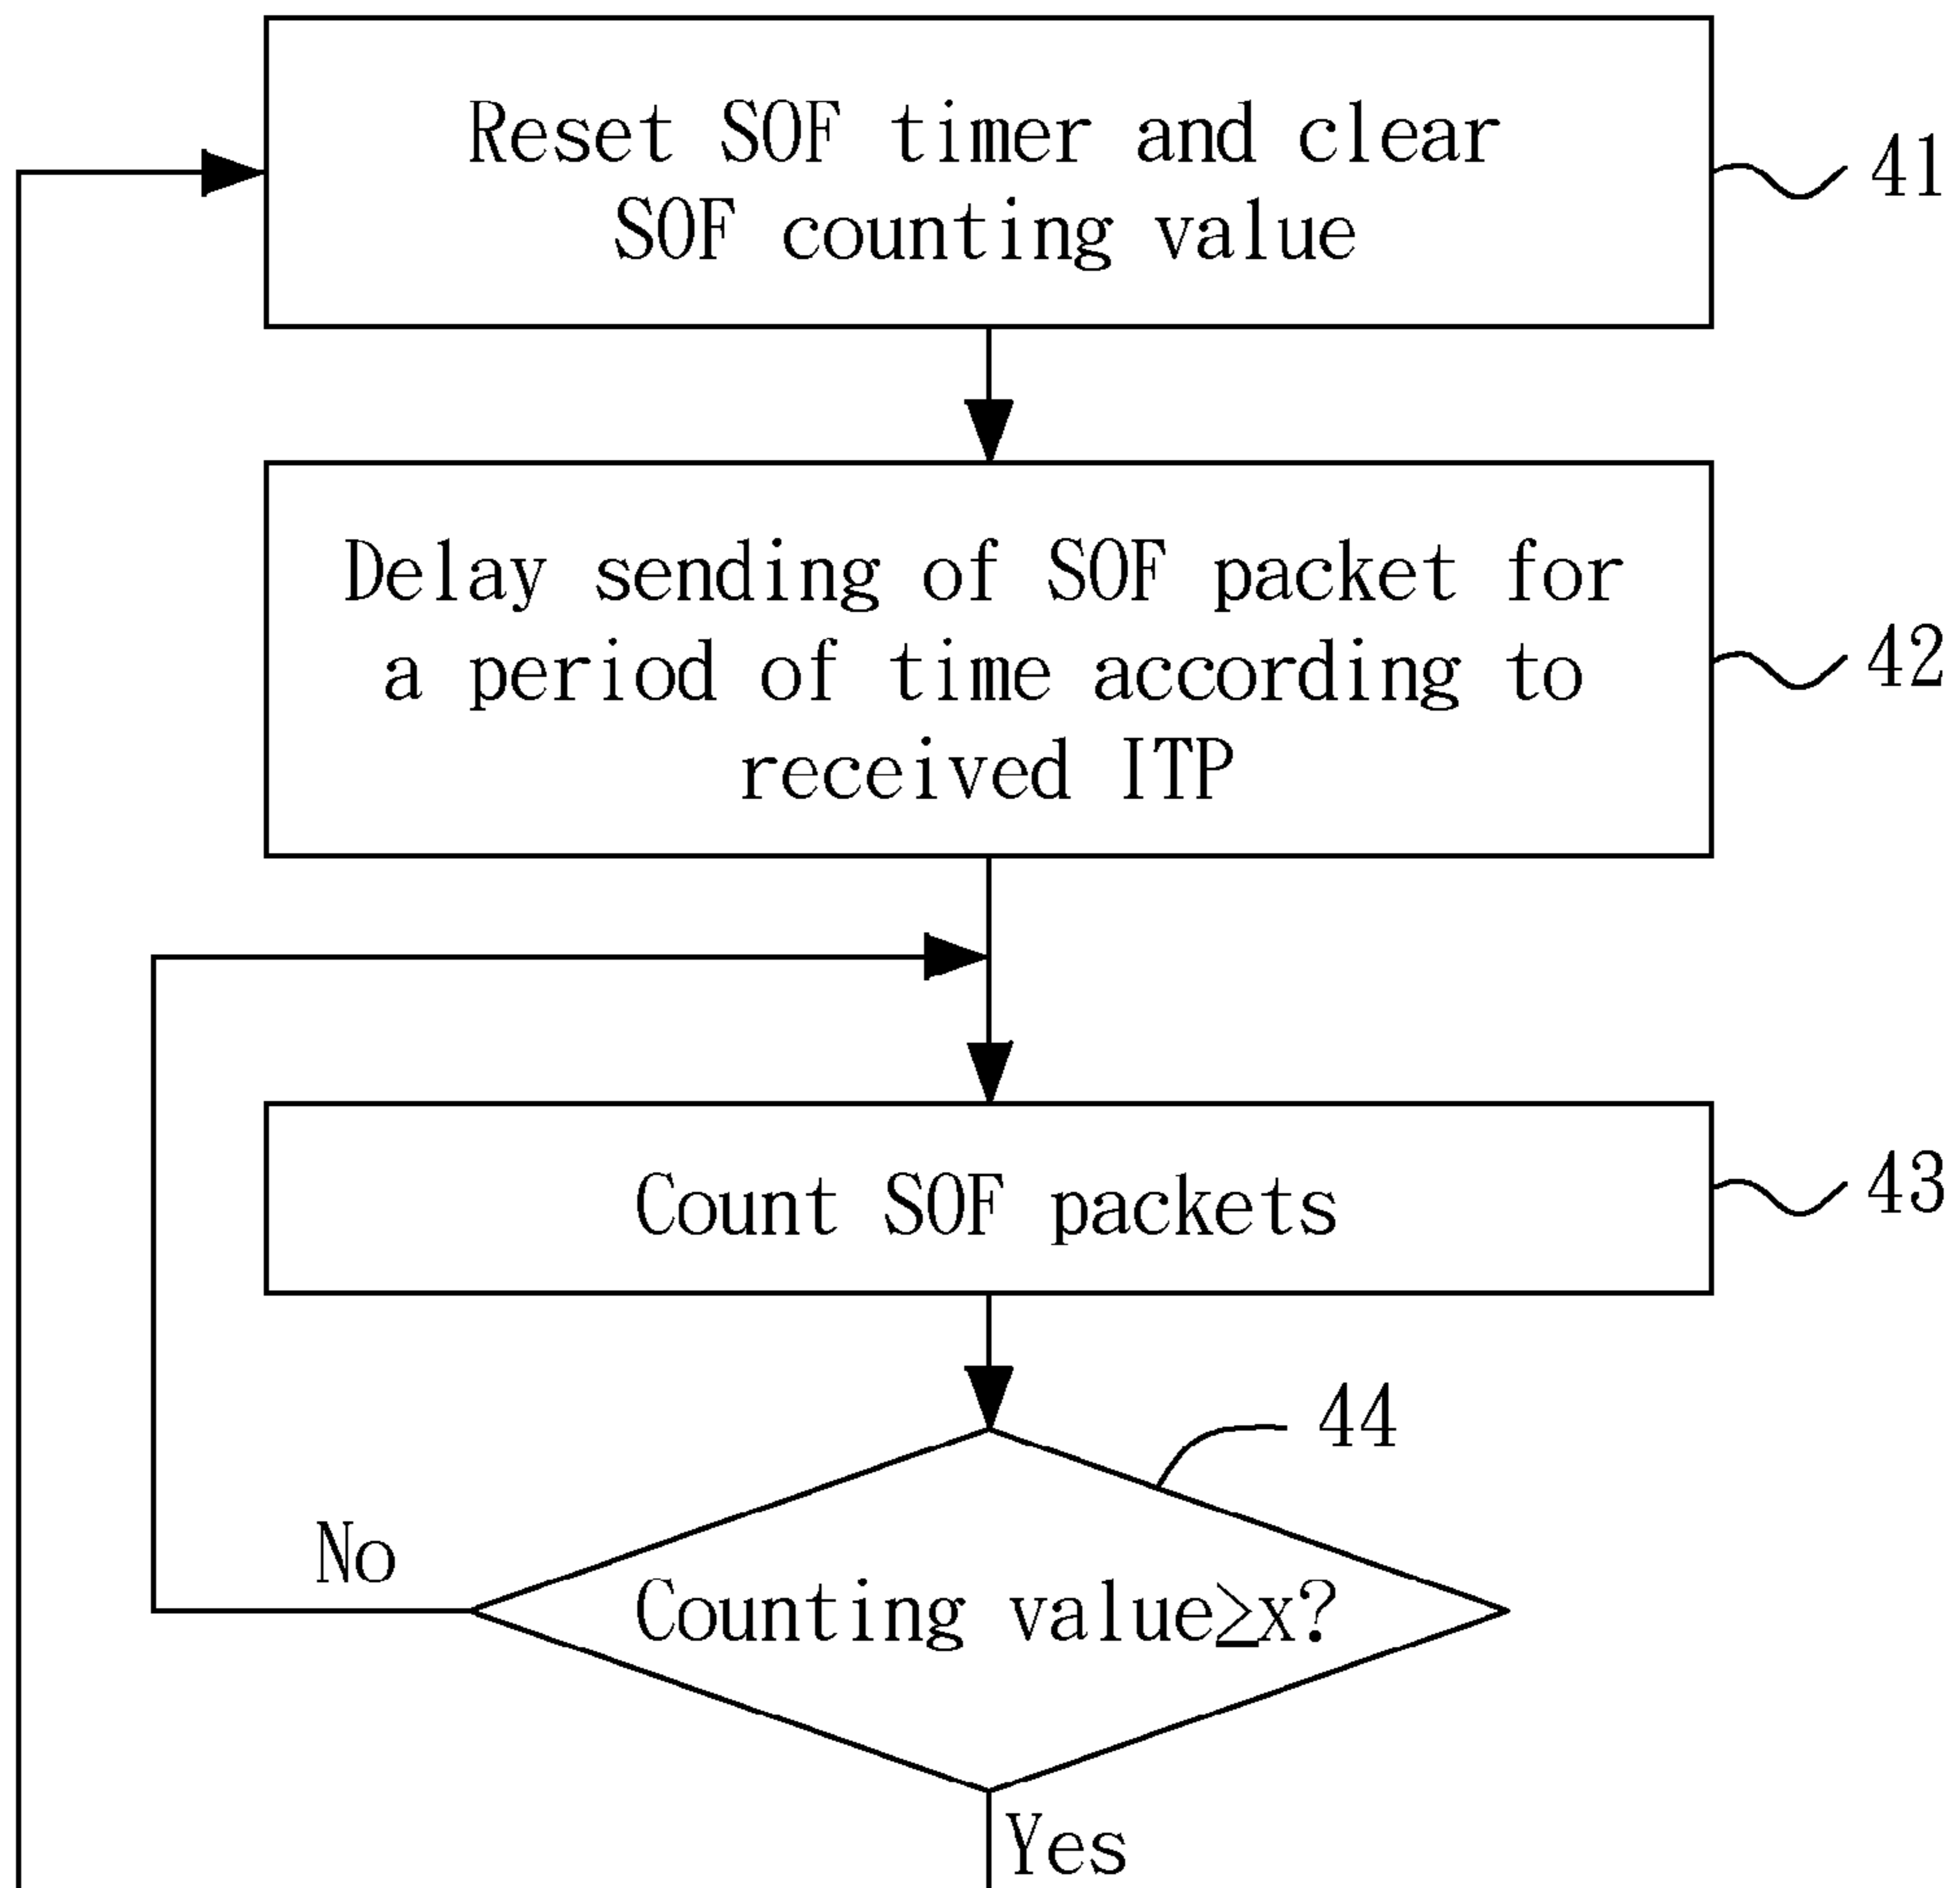 Reset SOF timer and clear
SOF counting value
41
Delay sending of SOF packet for
a period of time according to
received ITP
42
Count SOF packets
43
44
No
Counting value≥x?
Yes